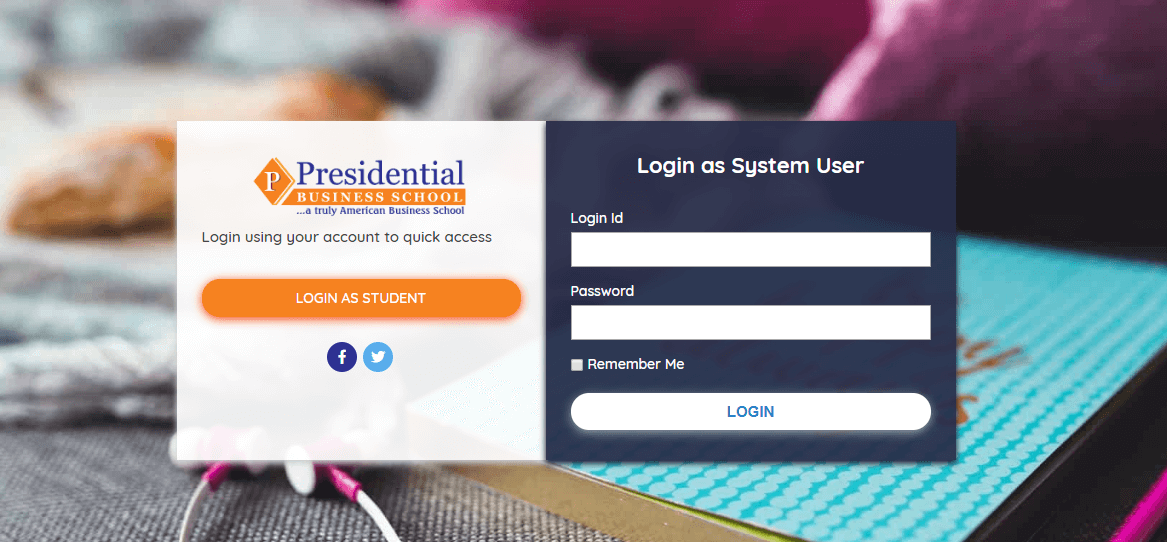 P
Presidential
BUSINESS SCHOOL
...a truly American Business School
Login using your account to quick access
LOGIN AS STUDENT
Login as System User
Login Id
Password
Remember Me
LOGIN